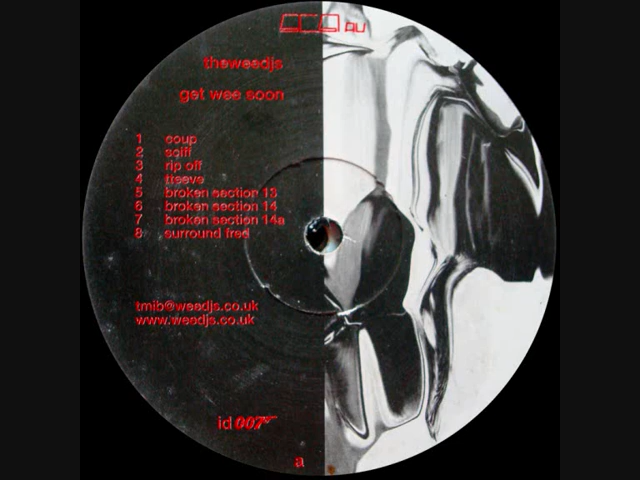 theweedjs
get wee soon
1 coup
2 sciff
3 rip off
4 treeve
5 broken section 13
6 broken section 14
7 broken section 14a
8 surround fred
tmib@weedjs.co.uk
www.weedjs.co.uk
id 007
a